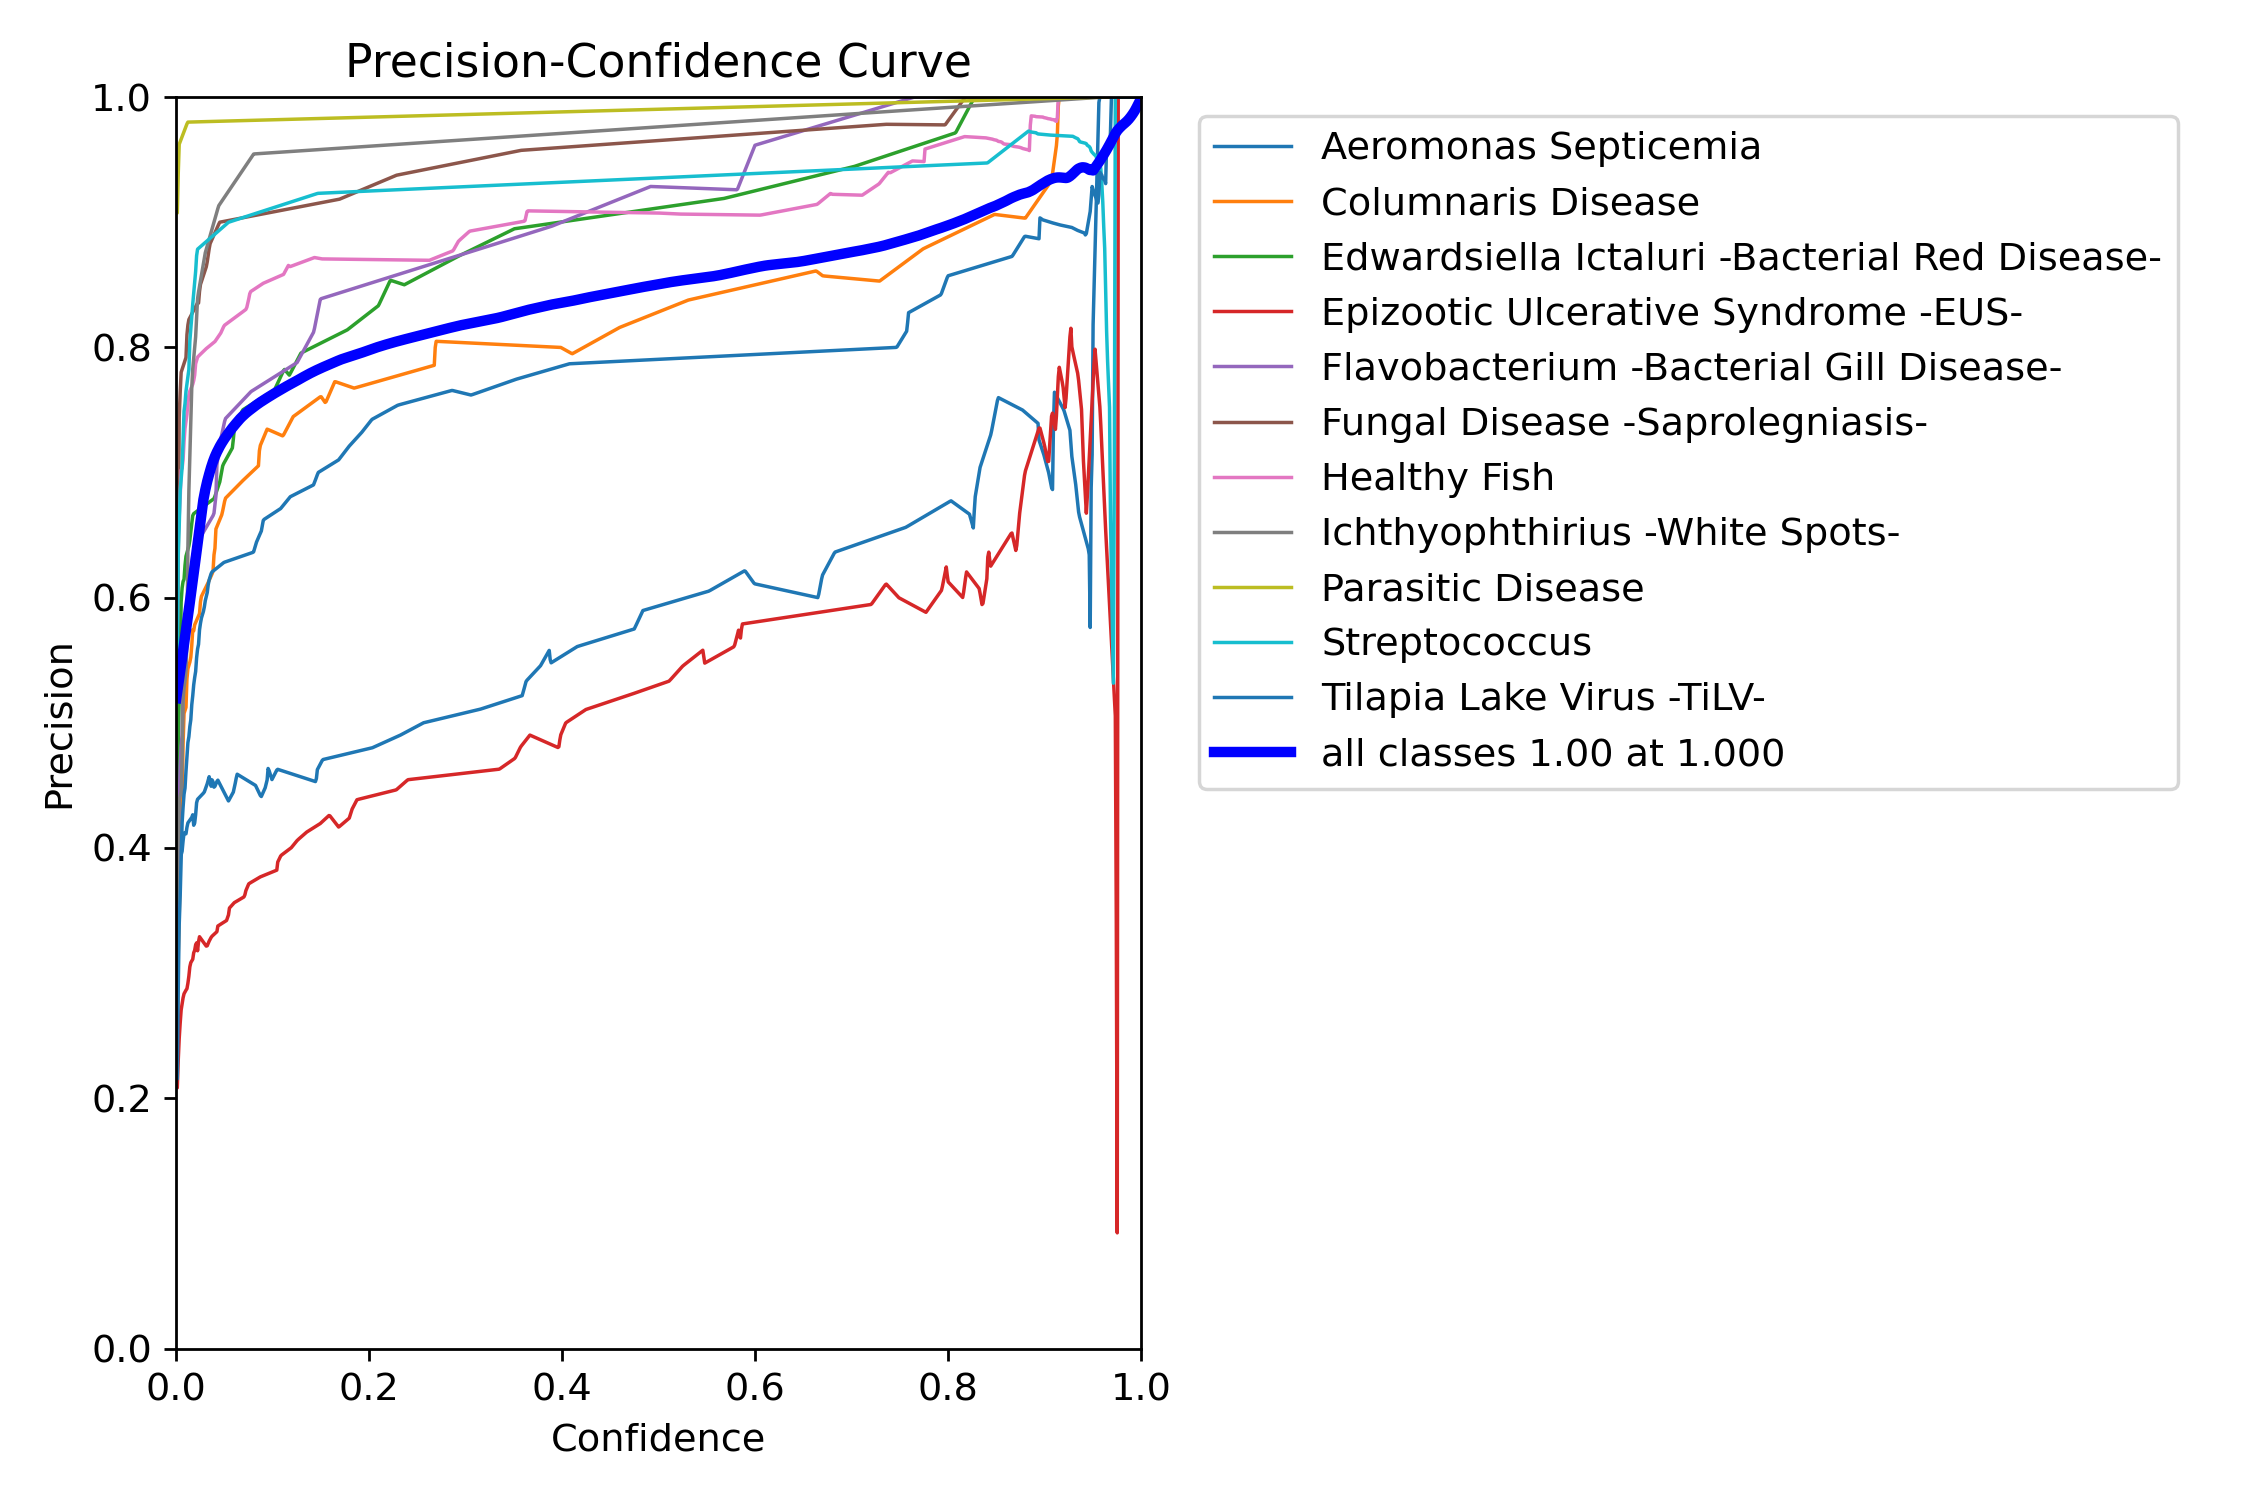 Precision-Confidence Curve
1.0
0.8
0.6
0.4
0.2
0.0
Precision
0.0 0.2 0.4 0.6 0.8 1.0
Confidence
Aeromonas Septicemia
Columnaris Disease
Edwardsiella Ictaluri -Bacterial Red Disease-
Epizootic Ulcerative Syndrome -EUS-
Flavobacterium -Bacterial Gill Disease-
Fungal Disease -Saprolegniasis-
Healthy Fish
Ichthyophthirius -White Spots-
Parasitic Disease
Streptococcus
Tilapia Lake Virus -TiLV-
all classes 1.00 at 1.000